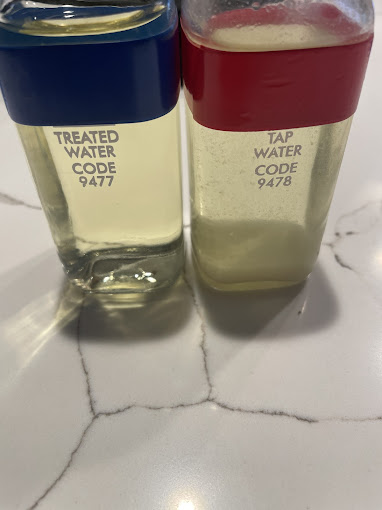 TREATED
WATER
CODE
9477
TAP
WATER
CODE
9478